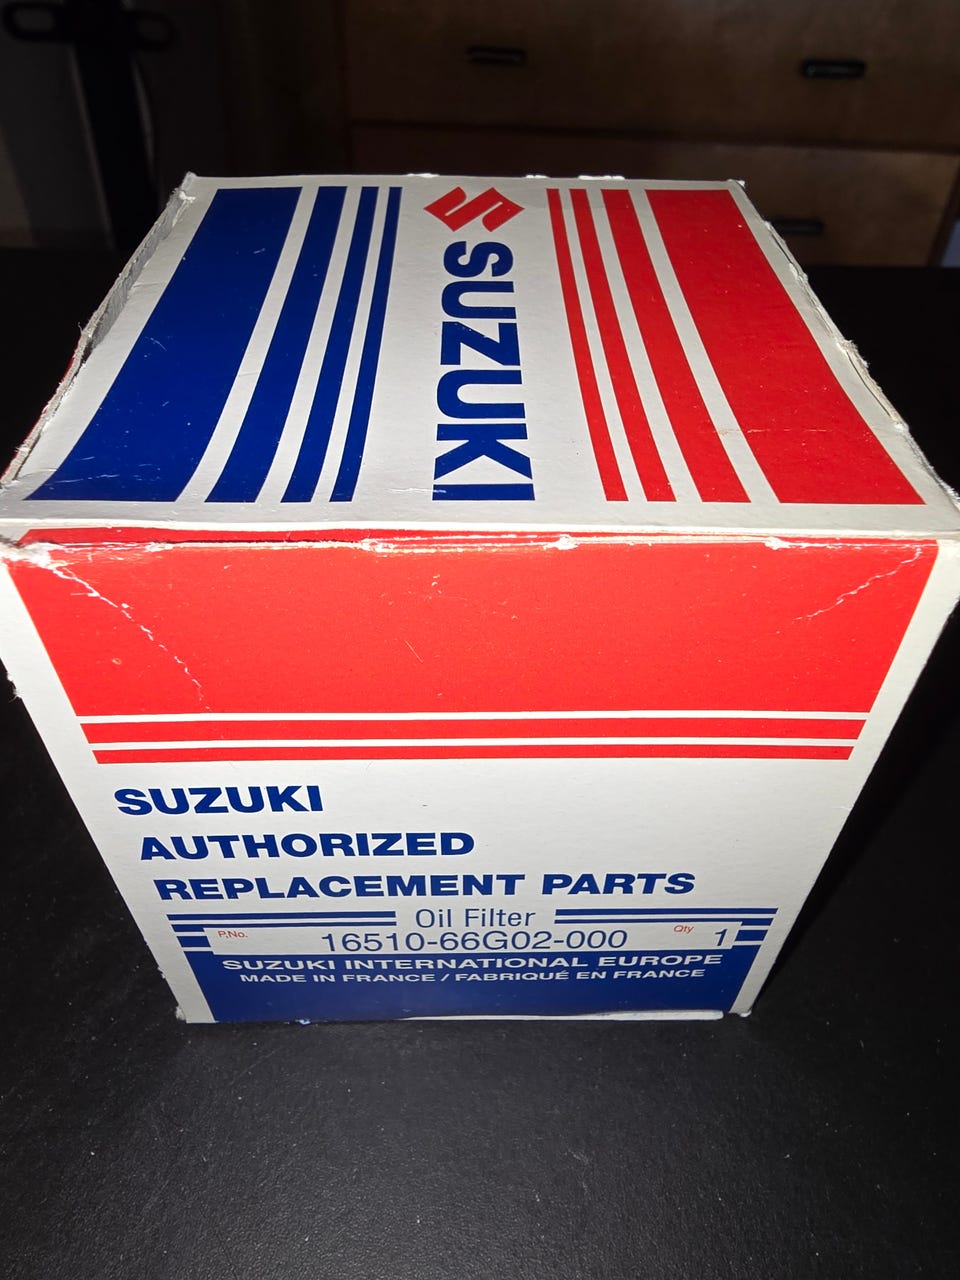 SUZUKI
SUZUKI
AUTHORIZED
REPLACEMENT PARTS
Oil Filter
P.No. 16510-66G02-000 Qty 1
SUZUKI INTERNATIONAL EUROPE
MADE IN FRANCE / FABRIQUÉ EN FRANCE